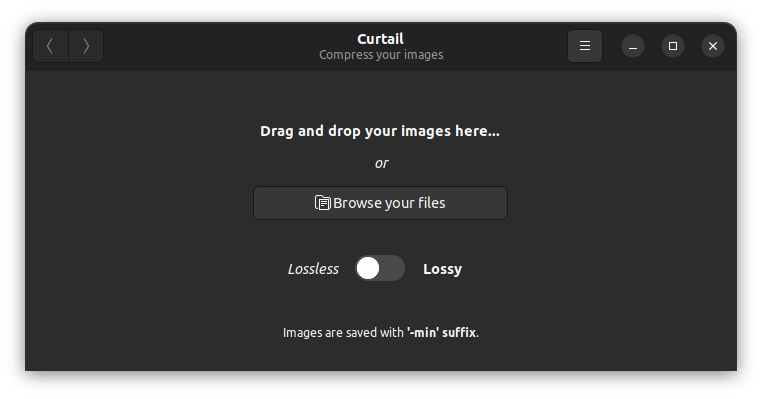 Curtail
Compress your images
Drag and drop your images here...
or
Browse your files
Lossless
Lossy
Images are saved with '-min' suffix.